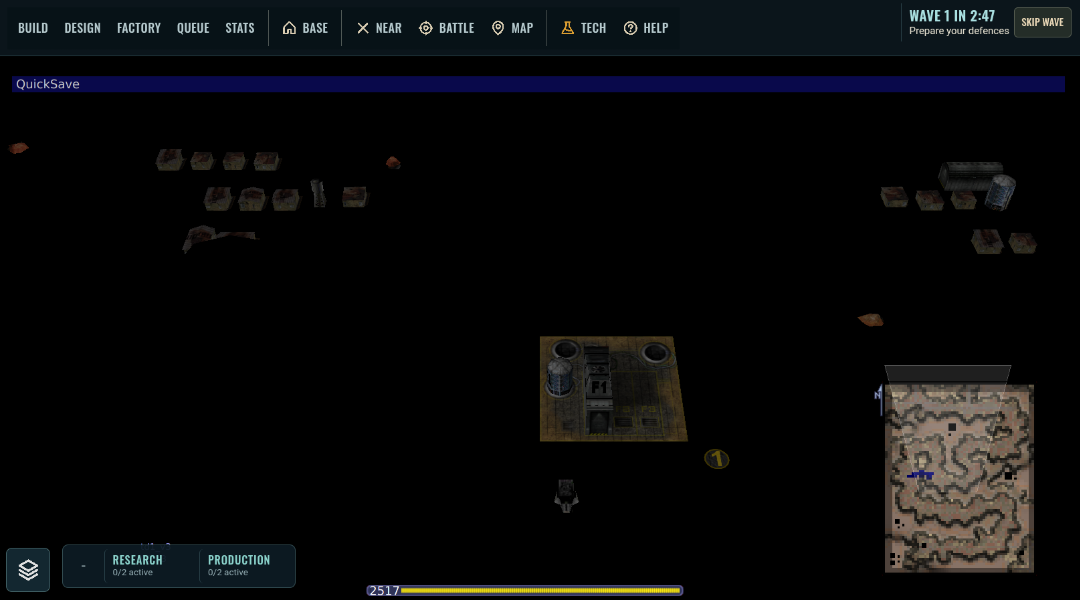 BUILD DESIGN FACTORY QUEUE STATS BASE NEAR BATTLE MAP TECH HELP
WAVE 1 IN 2:47
Prepare your defences
SKIP WAVE
QuickSave
F1
1
N
RESEARCH
0/2 active
PRODUCTION
0/2 active
2517